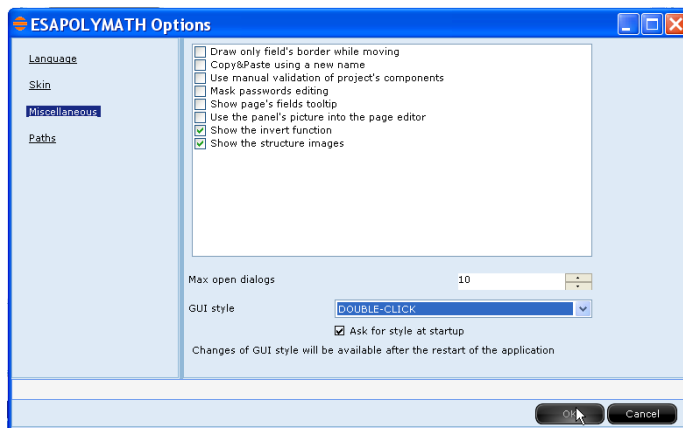 ESAPOLYMATH Options
Language
Skin
Miscellaneous
Paths
Draw only field's border while moving
Copy&Paste using a new name
Use manual validation of project's components
Mask passwords editing
Show page's fields tooltip
Use the panel's picture into the page editor
Show the invert function
Show the structure images
Max open dialogs 10
GUI style DOUBLE-CLICK
Ask for style at startup
Changes of GUI style will be available after the restart of the application
OK Cancel